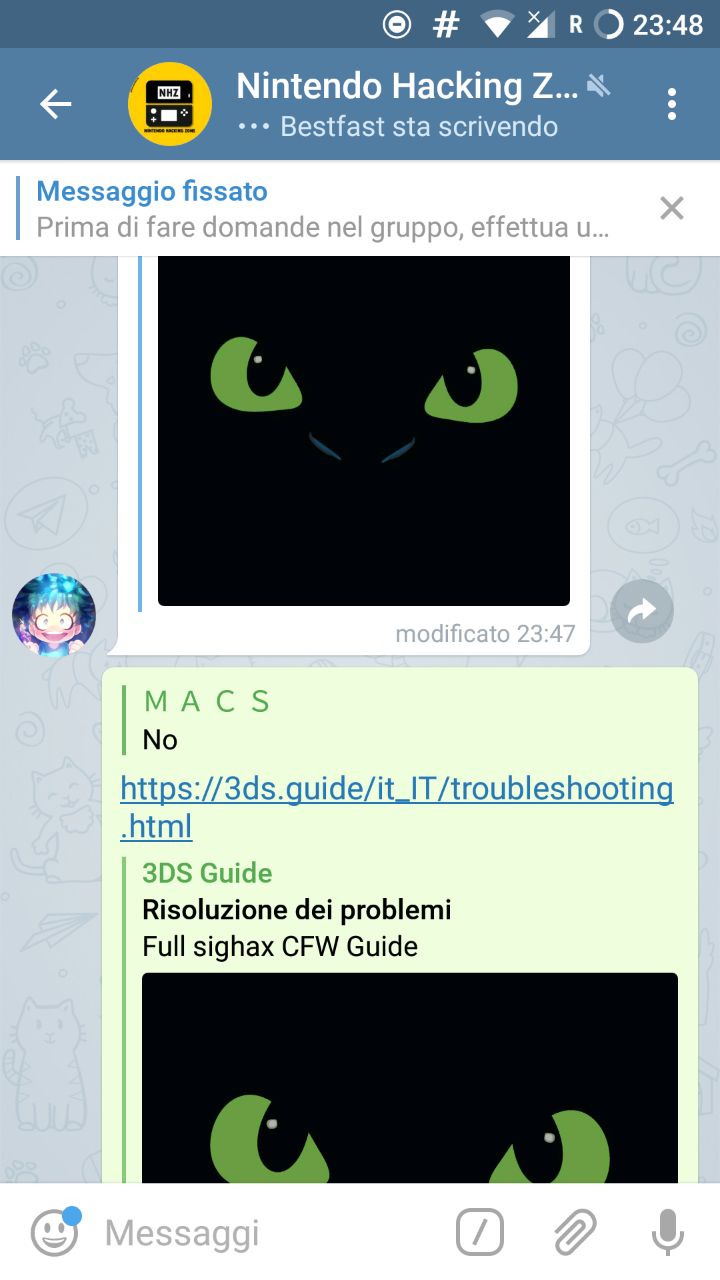 R 23:48
NHZ
NINTENDO HACKING ZONE
Nintendo Hacking Z...
Bestfast sta scrivendo
Messaggio fissato
Prima di fare domande nel gruppo, effettua u...
modificato 23:47
M A C S
No
https://3ds.guide/it_IT/troubleshooting
.html
3DS Guide
Risoluzione dei problemi
Full sighax CFW Guide
Messaggi